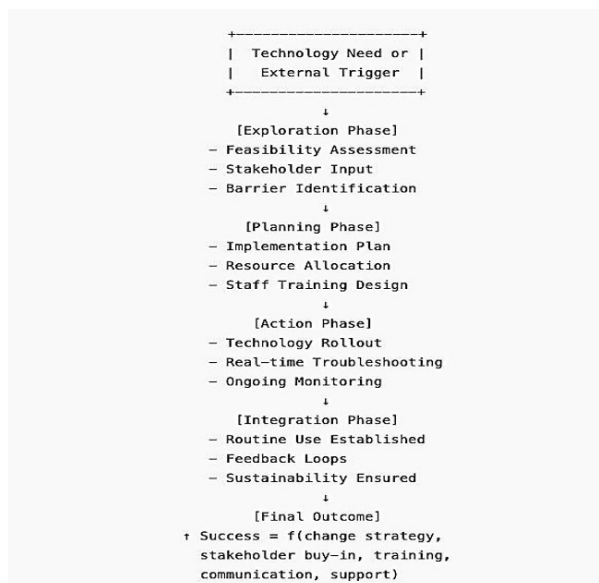 +—————————————————————+
| Technology Need or |
| External Trigger |
+—————————————————————+
↓
[Exploration Phase]
— Feasibility Assessment
— Stakeholder Input
— Barrier Identification
↓
[Planning Phase]
— Implementation Plan
— Resource Allocation
— Staff Training Design
↓
[Action Phase]
— Technology Rollout
— Real—time Troubleshooting
— Ongoing Monitoring
↓
[Integration Phase]
— Routine Use Established
— Feedback Loops
— Sustainability Ensured
↓
[Final Outcome]
↑ Success = f(change strategy,
stakeholder buy—in, training,
communication, support)